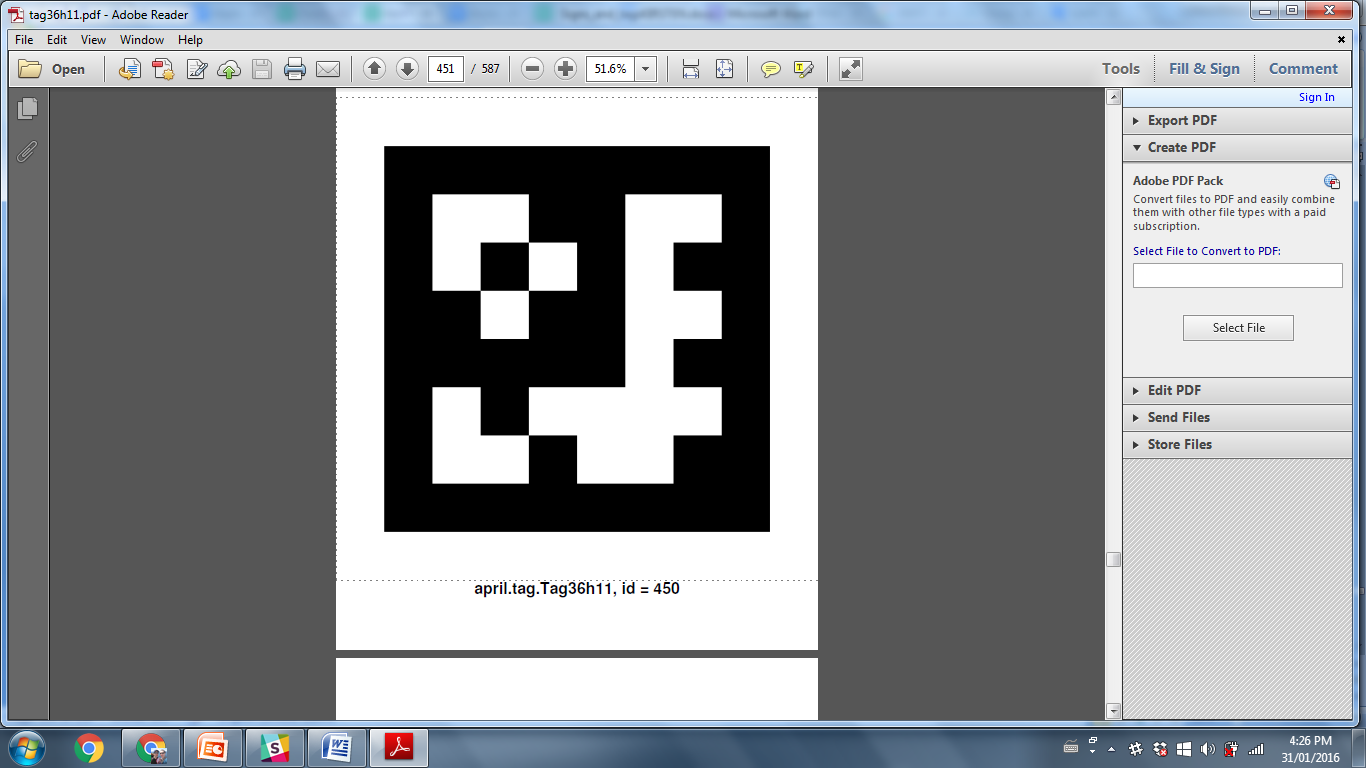 tag36h11.pdf - Adobe Reader
File Edit View Window Help
Open 451 / 587 51.6% Tools Fill & Sign Comment
Sign In
Export PDF
Create PDF
Adobe PDF Pack
Convert files to PDF and easily combine
them with other file types with a paid
subscription.
Select File to Convert to PDF:
Select File
Edit PDF
Send Files
Store Files
april.tag.Tag36h11, id = 450
4:26 PM
31/01/2016